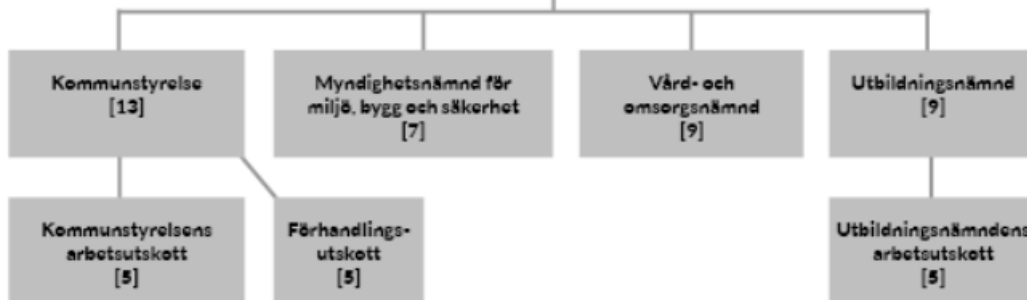 Kommunstyrelse
[13]
Myndighetsnämnd för
miljö, bygg och säkerhet
[7]
Vård- och
omsorgsnämnd
[9]
Utbildningsnämnd
[9]
Kommunstyrelsens
arbetsutskott
[5]
Förhandlings-
utskott
[5]
Utbildningsnämndens
arbetsutskott
[5]